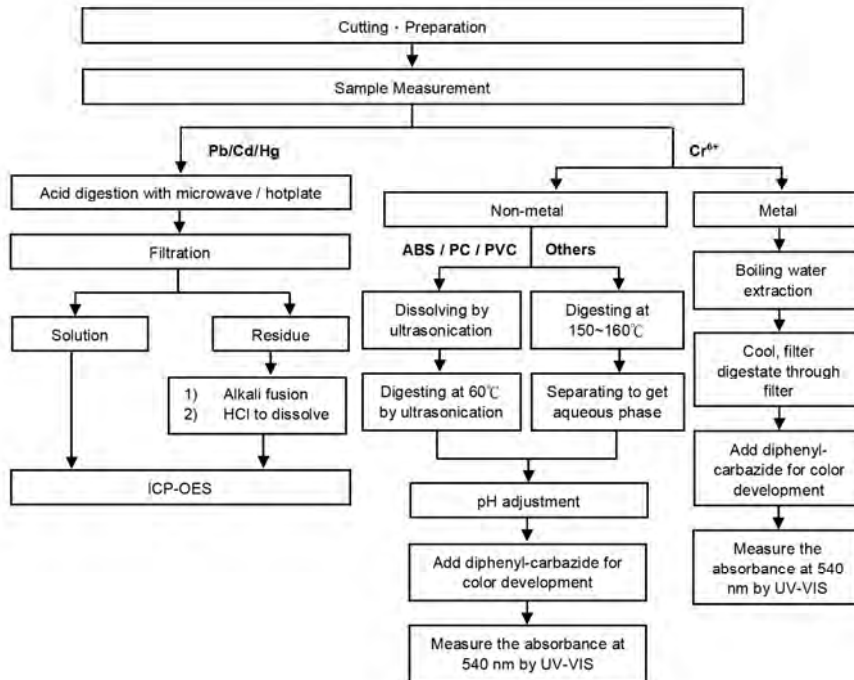 Cutting・Preparation
Sample Measurement
Pb/Cd/Hg
Acid digestion with microwave / hotplate
Filtration
Solution
Residue
1) Alkali fusion
2) HCl to dissolve
ICP-OES
Cr⁶⁺
Non-metal
ABS / PC / PVC
Others
Dissolving by
ultrasonication
Digesting at 60℃
by ultrasonication
Digesting at
150~160℃
Separating to get
aqueous phase
pH adjustment
Add diphenyl-carbazide for
color development
Measure the absorbance at
540 nm by UV-VIS
Metal
Boiling water
extraction
Cool, filter
digestate through
filter
Add diphenyl-
carbazide for color
development
Measure the
absorbance at 540
nm by UV-VIS